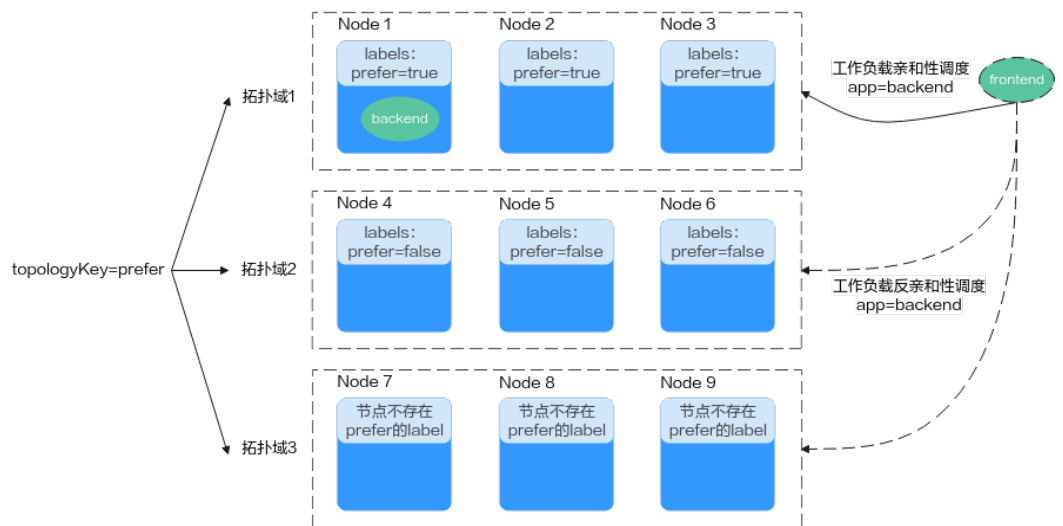 topologyKey=prefer
拓扑域1
Node 1
labels：
prefer=true
backend
Node 2
labels：
prefer=true
Node 3
labels：
prefer=true
工作负载亲和性调度
app=backend
frontend
拓扑域2
Node 4
labels：
prefer=false
Node 5
labels：
prefer=false
Node 6
labels：
prefer=false
工作负载反亲和性调度
app=backend
拓扑域3
Node 7
节点不存在
prefer的label
Node 8
节点不存在
prefer的label
Node 9
节点不存在
prefer的label